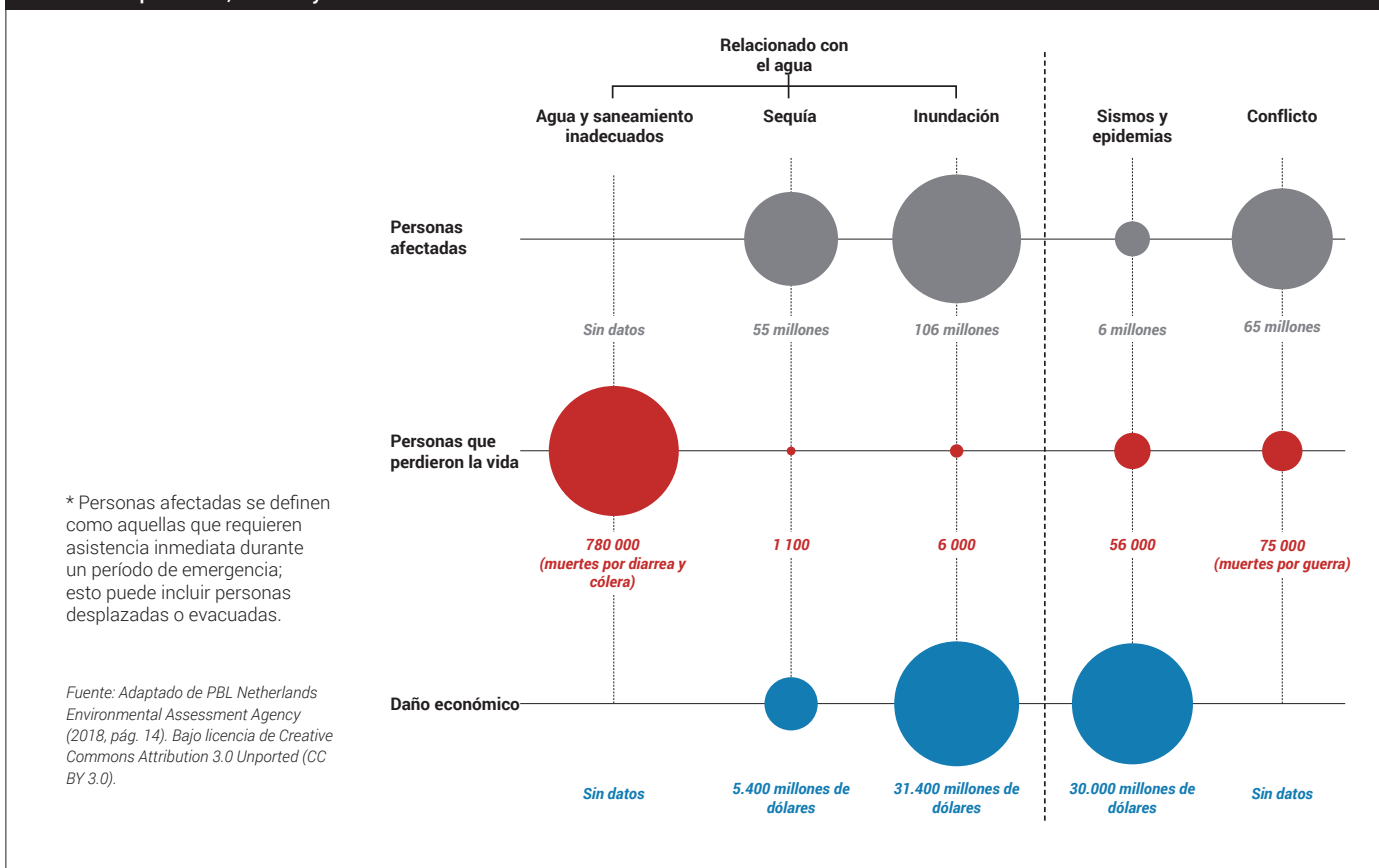 Relacionado con
el agua
Agua y saneamiento
inadecuados
Sequía
Inundación
Sismos y
epidemias
Conflicto
Personas
afectadas
Sin datos
55 millones
106 millones
6 millones
65 millones
Personas que
perdieron la vida
780 000
(muertes por diarrea y
cólera)
1 100
6 000
56 000
75 000
(muertes por guerra)
* Personas afectadas se definen
como aquellas que requieren
asistencia inmediata durante
un período de emergencia;
esto puede incluir personas
desplazadas o evacuadas.
Fuente: Adaptado de PBL Netherlands
Environmental Assessment Agency
(2018, pág. 14). Bajo licencia de Creative
Commons Attribution 3.0 Unported (CC
BY 3.0).
Daño económico
Sin datos
5.400 millones de
dólares
31.400 millones de
dólares
30.000 millones de
dólares
Sin datos